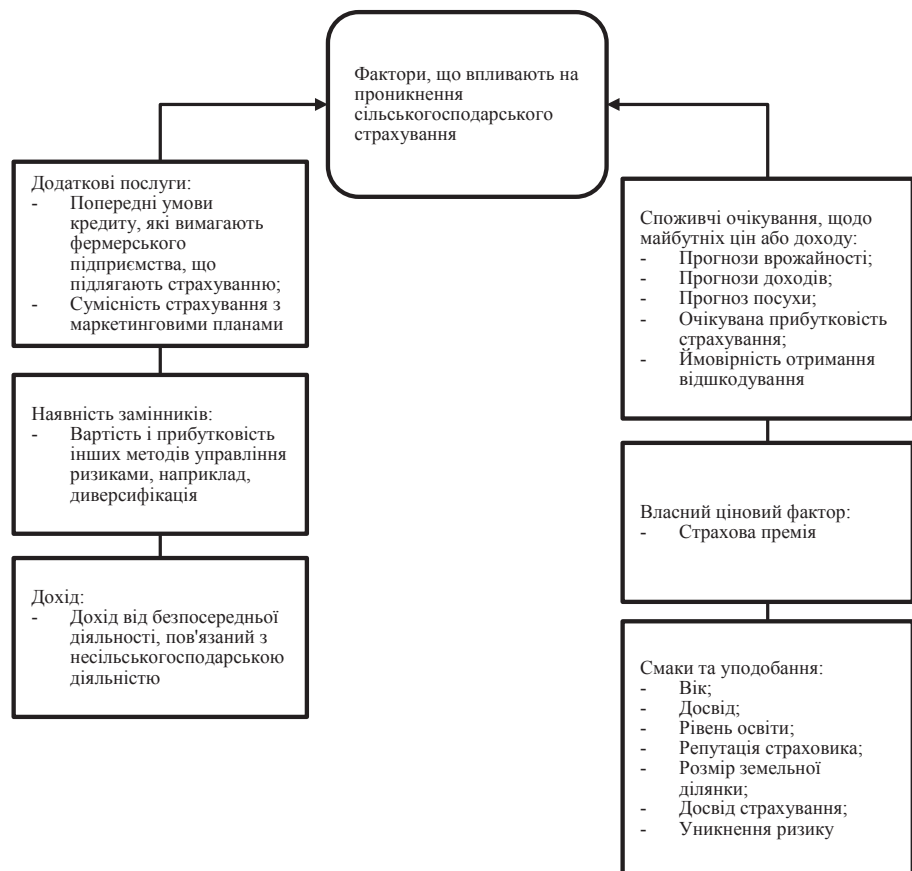 Фактори, що впливають на
проникнення
сільськогосподарського
страхування
Додаткові послуги:
- Попередні умови
кредиту, які вимагають
фермерського
підприємства, що
підлягають страхуванню;
- Сумісність страхування з
маркетинговими планами
Наявність замінників:
- Вартість і прибутковість
інших методів управління
ризиками, наприклад,
диверсифікація
Дохід:
- Дохід від безпосередньої
діяльності, пов'язаний з
несільськогосподарською
діяльністю
Споживчі очікування, щодо
майбутніх цін або доходу:
- Прогнози врожайності;
- Прогнози доходів;
- Прогноз посухи;
- Очікувана прибутковість
страхування;
- Ймовірність отримання
відшкодування
Власний ціновий фактор:
- Страхова премія
Смаки та уподобання:
- Вік;
- Досвід;
- Рівень освіти;
- Репутація страховика;
- Розмір земельної
ділянки;
- Досвід страхування;
- Уникнення ризику